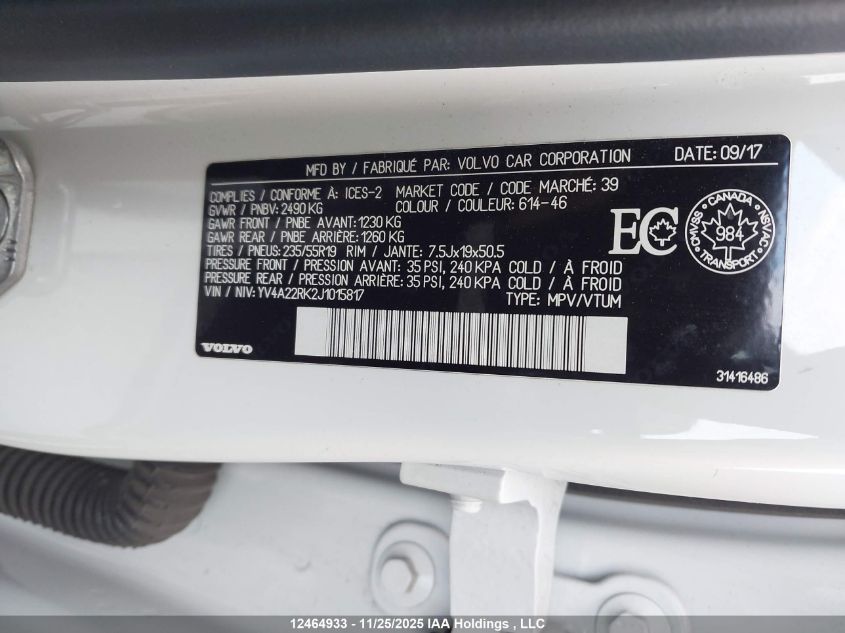 MFD BY / FABRIQUÉ PAR: VOLVO CAR CORPORATION DATE: 09/17
COMPLIES / CONFORME À: ICES-2 MARKET CODE / CODE MARCHÉ: 39
GVWR / PNBV: 2490 KG COLOUR / COULEUR: 614-46
GAWR FRONT / PNBE AVANT: 1230 KG
GAWR REAR / PNBE ARRIÈRE: 1260 KG
TIRES / PNEUS: 235/55R19 RIM / JANTE: 7.5Jx19x50.5
PRESSURE FRONT / PRESSION AVANT: 35 PSI, 240 KPA COLD / À FROID
PRESSURE REAR / PRESSION ARRIÈRE: 35 PSI, 240 KPA COLD / À FROID
VIN / NIV: YV4A22RK2J1015817 TYPE: MPV/VTUM
EC
CANADA
CMVSS 984 NSVAC
TRANSPORT
VOLVO
31416486
12464933 - 11/25/2025 IAA Holdings , LLC